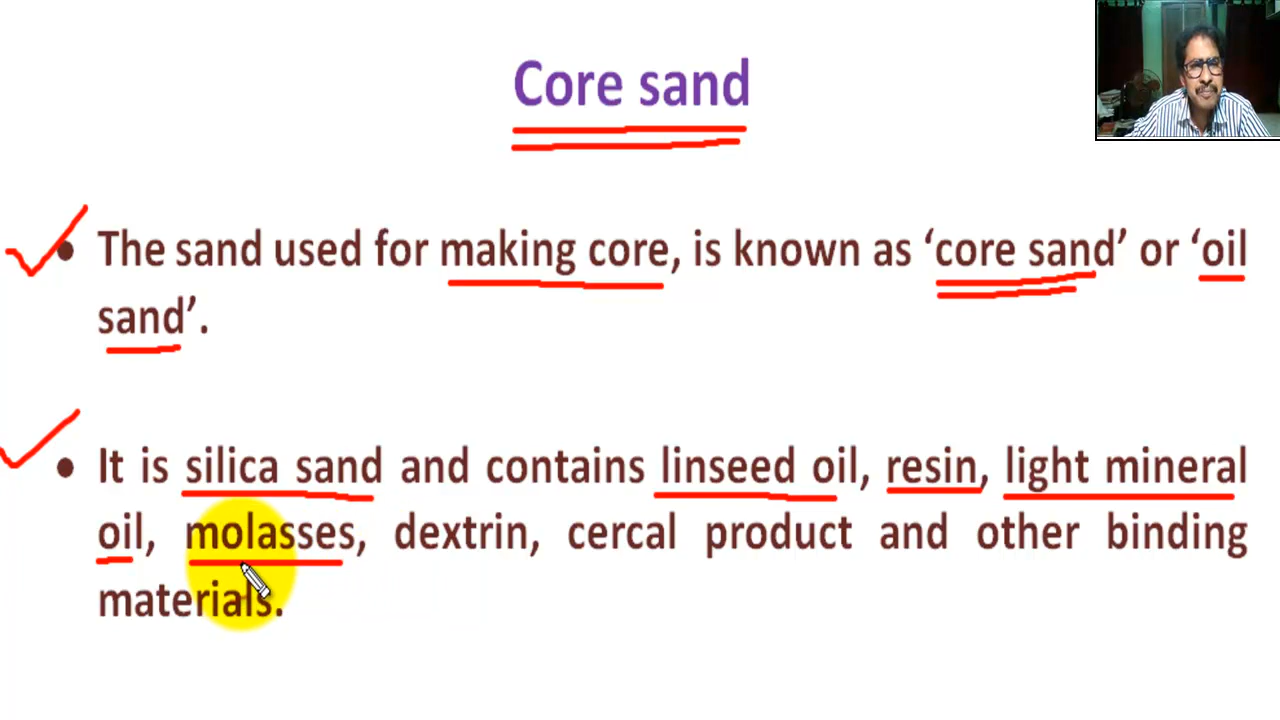 Core sand
• The sand used for making core, is known as ‘core sand’ or ‘oil
sand’.
• It is silica sand and contains linseed oil, resin, light mineral
oil, molasses, dextrin, cercal product and other binding
materials.